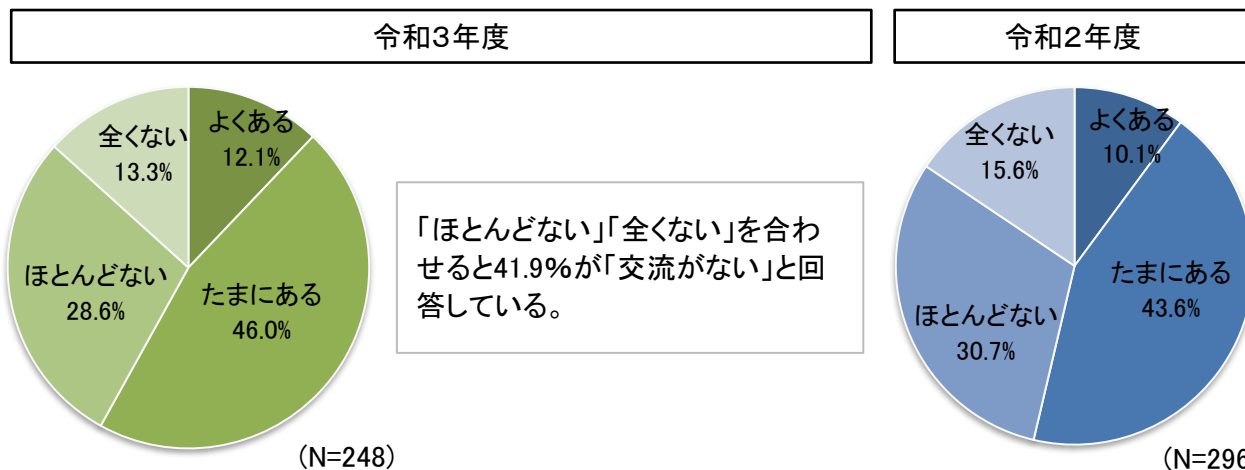 令和3年度
よくある
12.1%
たまにある
46.0%
ほとんどない
28.6%
全くない
13.3%
(N=248)
「ほとんどない」「全くない」を合わ
せると41.9%が「交流がない」と回
答している。
令和2年度
よくある
10.1%
たまにある
43.6%
ほとんどない
30.7%
全くない
15.6%
(N=296